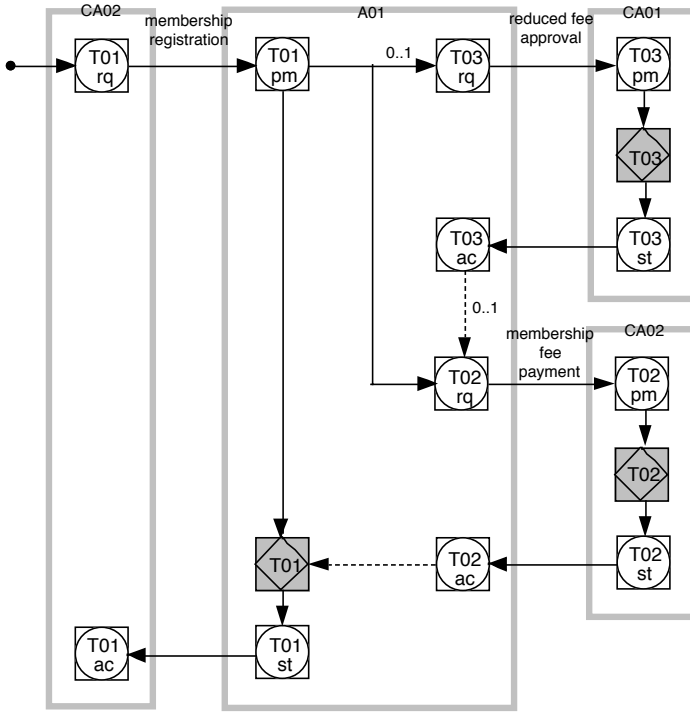 CA02
A01
CA01
membership
registration
reduced fee
approval
T01
rq
T01
pm
0..1
T03
rq
T03
pm
T03
T03
ac
T03
st
0..1
membership
fee
payment
CA02
T02
rq
T02
pm
T02
T01
T02
ac
T02
st
T01
ac
T01
st